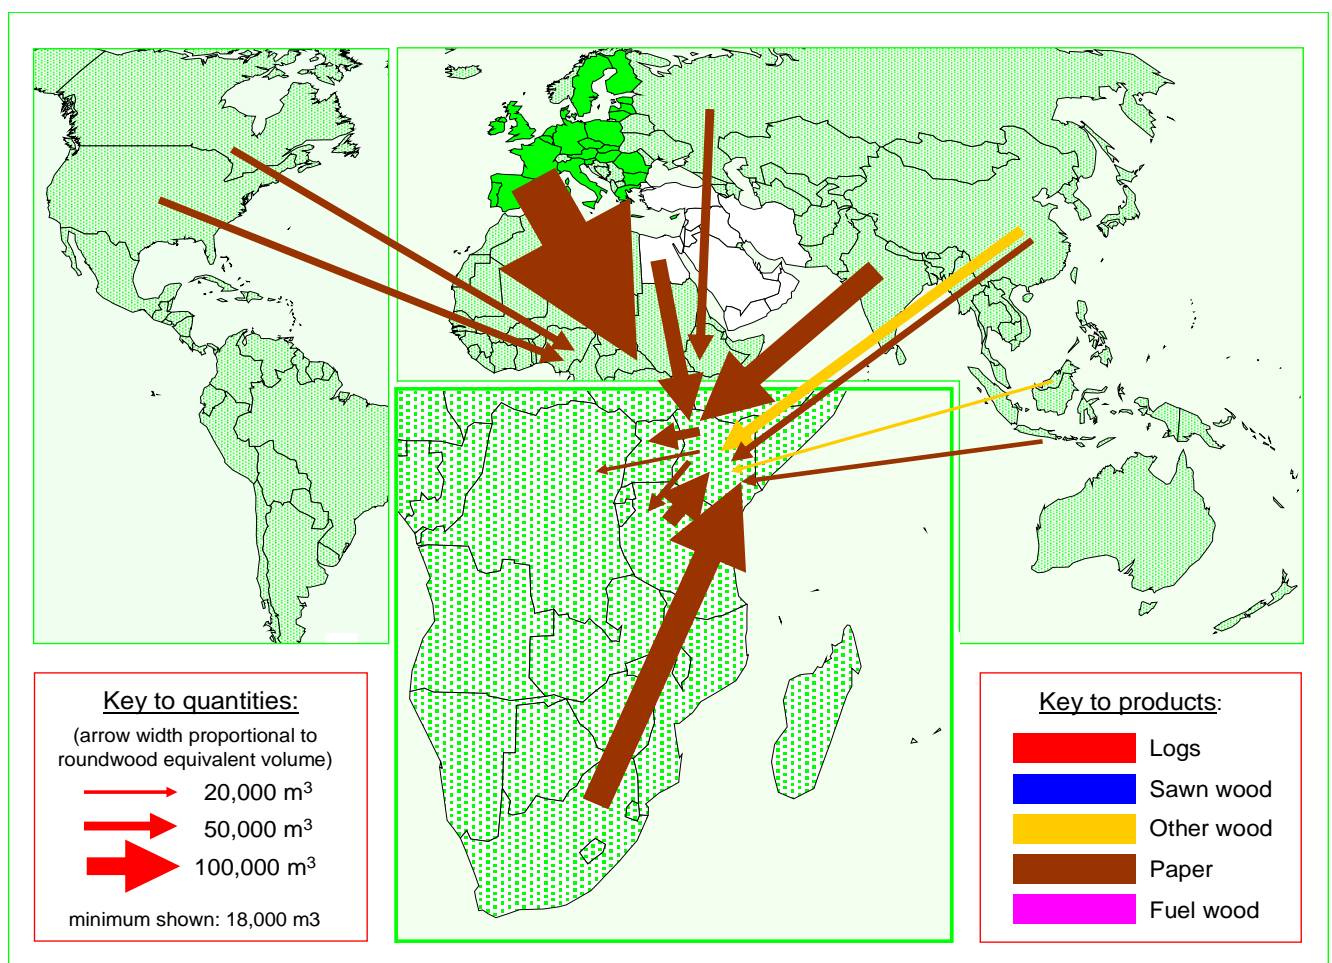 Key to quantities:
(arrow width proportional to
roundwood equivalent volume)
20,000 m³
50,000 m³
100,000 m³
minimum shown: 18,000 m3
Key to products:
Logs
Sawn wood
Other wood
Paper
Fuel wood